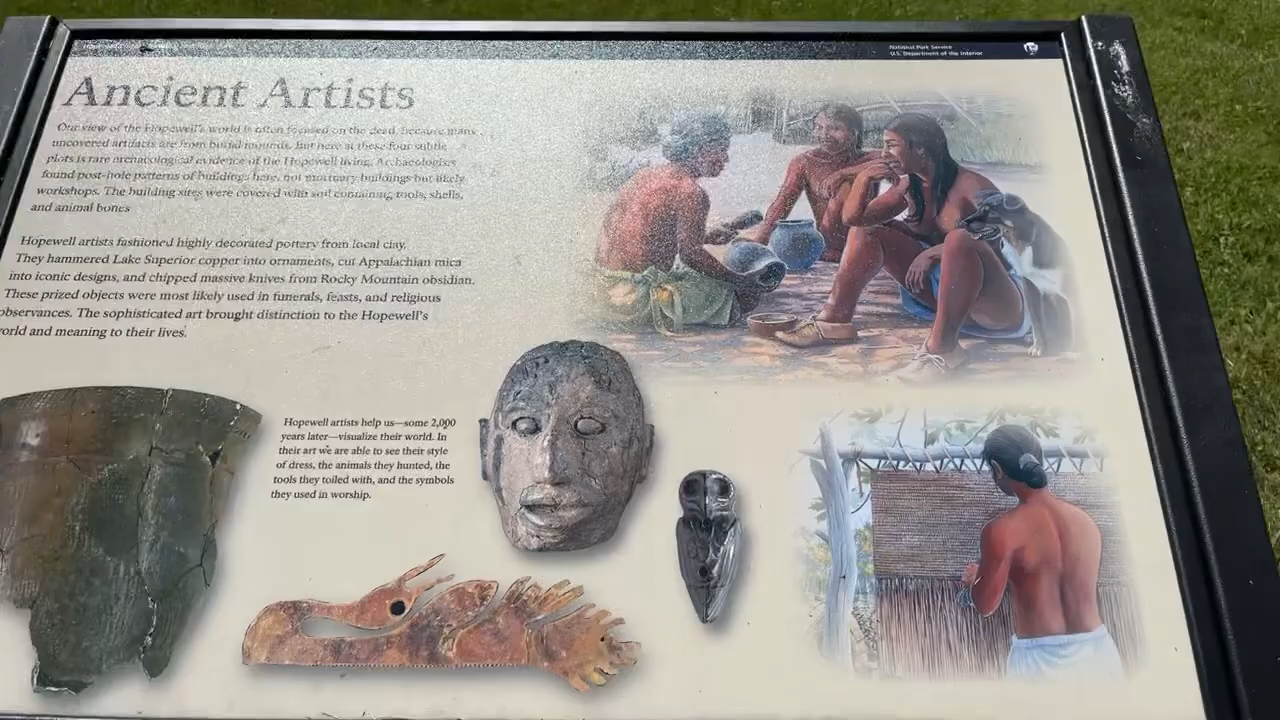 National Park Service
U.S. Department of the Interior
Ancient Artists
One view of the Hopewell's world is often focused on the dead, because many
uncovered artifacts are from burial mounds. But here at these four subtle
plots is rare archaeological evidence of the Hopewell living. Archaeologists
found post-hole patterns of buildings here, not mortuary buildings but likely
workshops. The building sites were covered with soil containing tools, shells,
and animal bones
Hopewell artists fashioned highly decorated pottery from local clay.
They hammered Lake Superior copper into ornaments, cut Appalachian mica
into iconic designs, and chipped massive knives from Rocky Mountain obsidian.
These prized objects were most likely used in funerals, feasts, and religious
observances. The sophisticated art brought distinction to the Hopewell's
world and meaning to their lives.
Hopewell artists help us—some 2,000
years later—visualize their world. In
their art we are able to see their style
of dress, the animals they hunted, the
tools they toiled with, and the symbols
they used in worship.